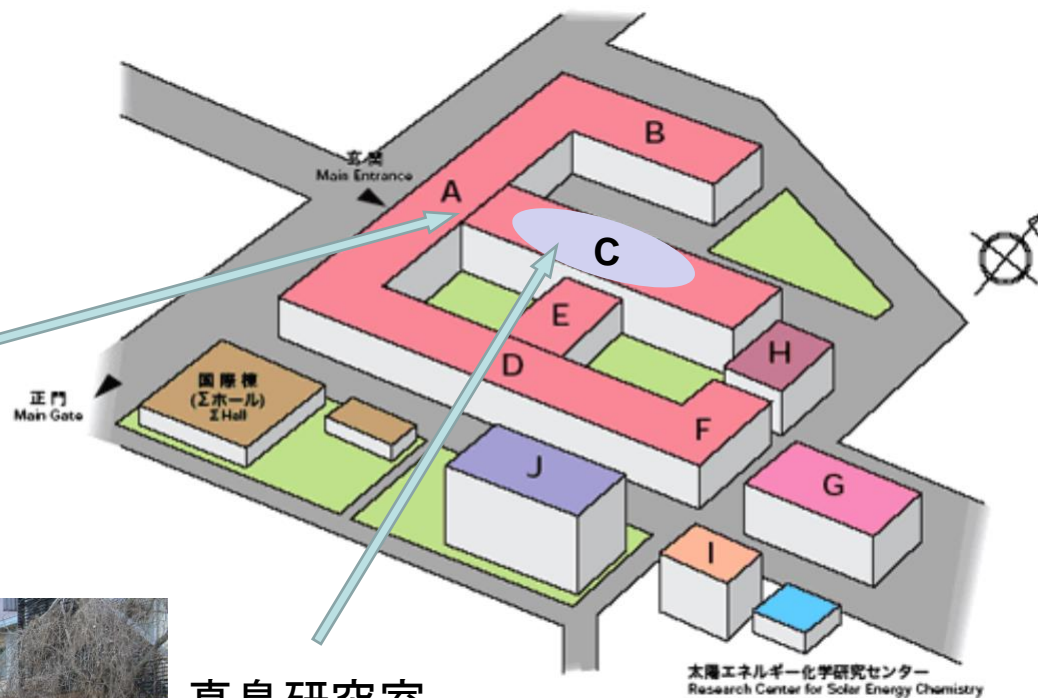 B
玄関
Main Entrance
A
C
E
H
D
正門
Main Gate
国際棟
(Σホール)
Σ Hall
F
J
G
I
太陽エネルギー化学研究センター
Research Center for Solar Energy Chemistry
真島研究室